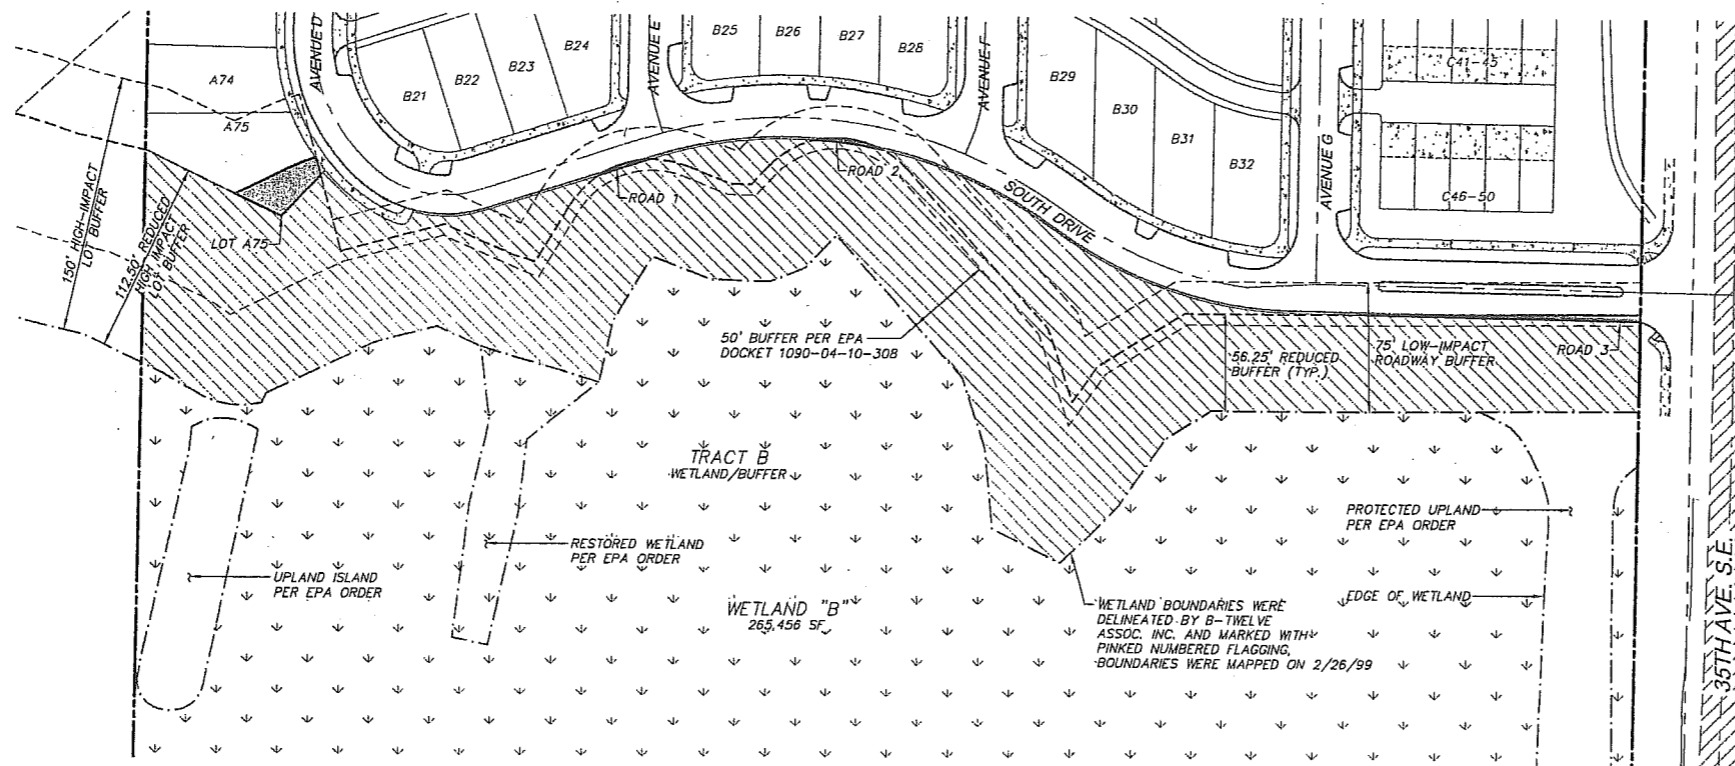 AVENUE D
AVENUE E
AVENUE F
AVENUE G
A74
A75
B21
B22
B23
B24
B25
B26
B27
B28
B29
B30
B31
B32
C41-45
C46-50
150' HIGH-IMPACT
LOT BUFFER
112.50' REDUCED
HIGH IMPACT
LOT BUFFER
LOT A75
ROAD 1
ROAD 2
SOUTH DRIVE
50' BUFFER PER EPA
DOCKET 1090-04-10-308
56.25' REDUCED
BUFFER (TYP.)
75' LOW-IMPACT
ROADWAY BUFFER
ROAD 3
TRACT B
WETLAND/BUFFER
RESTORED WETLAND
PER EPA ORDER
UPLAND ISLAND
PER EPA ORDER
WETLAND "B"
265,456 SF
PROTECTED UPLAND
PER EPA ORDER
EDGE OF WETLAND
WETLAND BOUNDARIES WERE
DELINEATED BY B-TWELVE
ASSOC. INC. AND MARKED WITH
PINKED NUMBERED FLAGGING,
BOUNDARIES WERE MAPPED ON 2/26/99
35TH AVE S.E.